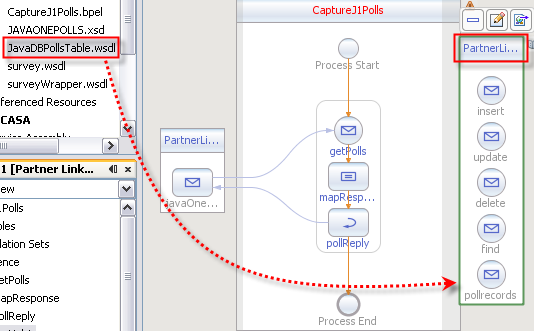 CaptureJ1.bpel
JAVAONEPOLLS.xsd
JavaDBPollsTable.wsdl
survey.wsdl
surveyWrapper.wsdl
ferenced Resources
CASA
1 [Partner Link...
ew
Polls
bles
lation Sets
ence
etPolls
apResponse
ollReply
CaptureJ1Polls
Process Start
PartnerLi...
javaOne...
getPolls
mapResp...
pollReply
Process End
PartnerLi...
insert
update
delete
find
pollrecords